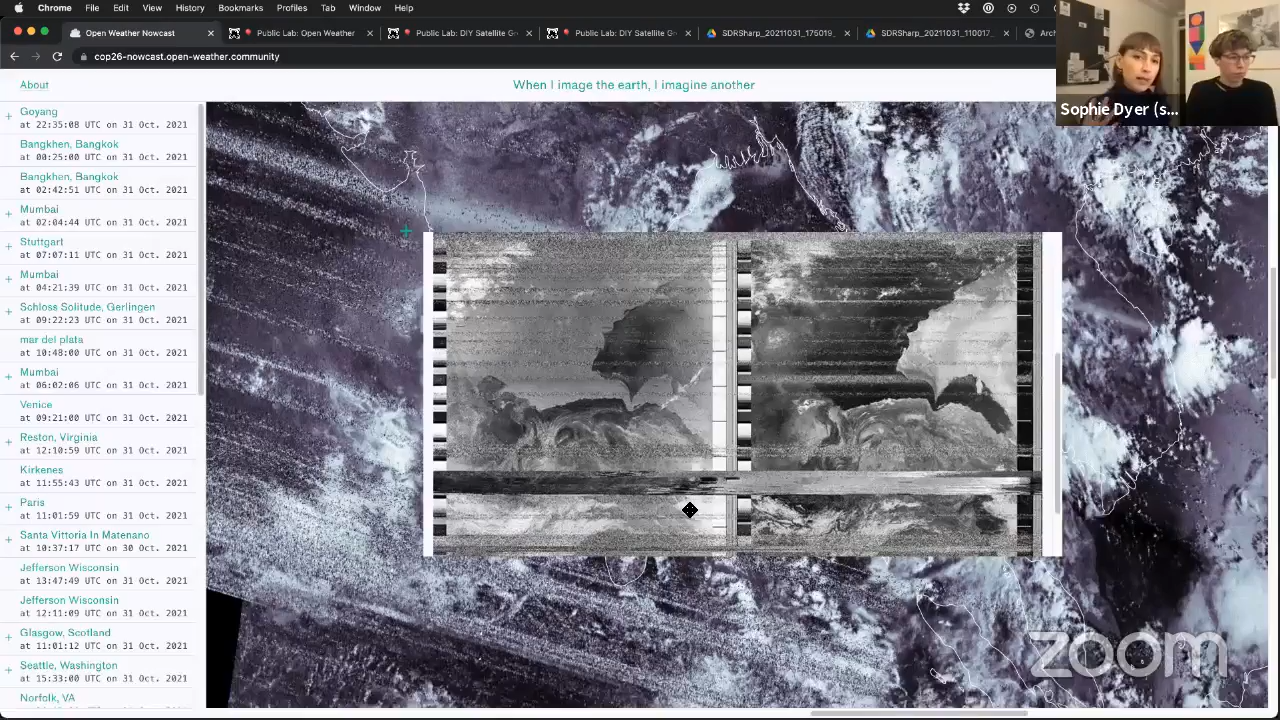 Chrome File Edit View History Bookmarks Profiles Tab Window Help
Open Weather Nowcast
Public Lab: Open Weather
Public Lab: DIY Satellite Gr
Public Lab: DIY Satellite Gr
SDRSharp_20211031_175019_
SDRSharp_20211031_110017_
Arch
cop26-nowcast.open-weather.community
About
When I image the earth, I imagine another
Sophie Dyer (s...
+ Goyang
at 22:35:08 UTC on 31 Oct. 2021
Bangkhen, Bangkok
at 00:25:00 UTC on 31 Oct. 2021
Bangkhen, Bangkok
at 02:42:51 UTC on 31 Oct. 2021
+ Mumbai
at 02:04:44 UTC on 31 Oct. 2021
+ Stuttgart
at 07:07:11 UTC on 31 Oct. 2021
+ Mumbai
at 04:21:39 UTC on 31 Oct. 2021
+ Schloss Solitude, Gerlingen
at 09:22:23 UTC on 31 Oct. 2021
mar del plata
at 10:48:00 UTC on 31 Oct. 2021
+ Mumbai
at 06:02:06 UTC on 31 Oct. 2021
Venice
at 09:21:00 UTC on 31 Oct. 2021
+ Reston, Virginia
at 12:10:59 UTC on 31 Oct. 2021
Kirkenes
at 11:55:43 UTC on 31 Oct. 2021
+ Paris
at 11:01:59 UTC on 31 Oct. 2021
+ Santa Vittoria In Matenano
at 10:37:17 UTC on 30 Oct. 2021
Jefferson Wisconsin
at 13:47:49 UTC on 31 Oct. 2021
Jefferson Wisconsin
at 12:11:09 UTC on 31 Oct. 2021
+ Glasgow, Scotland
at 11:01:12 UTC on 31 Oct. 2021
+ Seattle, Washington
at 15:33:00 UTC on 31 Oct. 2021
Norfolk, VA
zoom